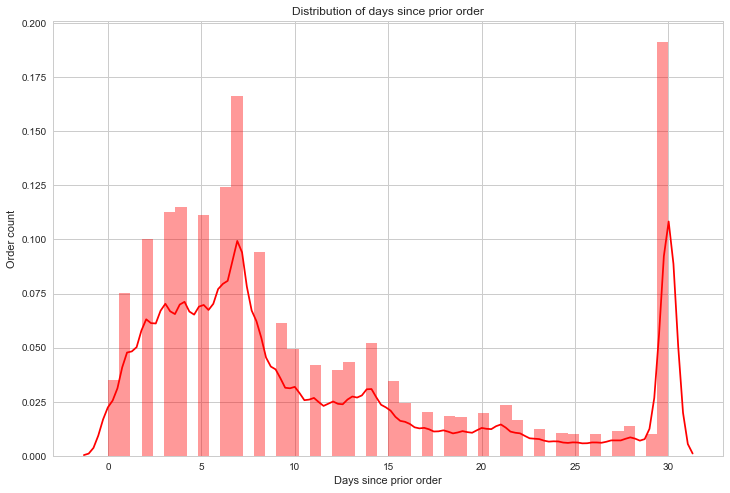 Distribution of days since prior order
0.200
0.175
0.150
0.125
0.100
0.075
0.050
0.025
0.000
Order count
0 5 10 15 20 25 30
Days since prior order